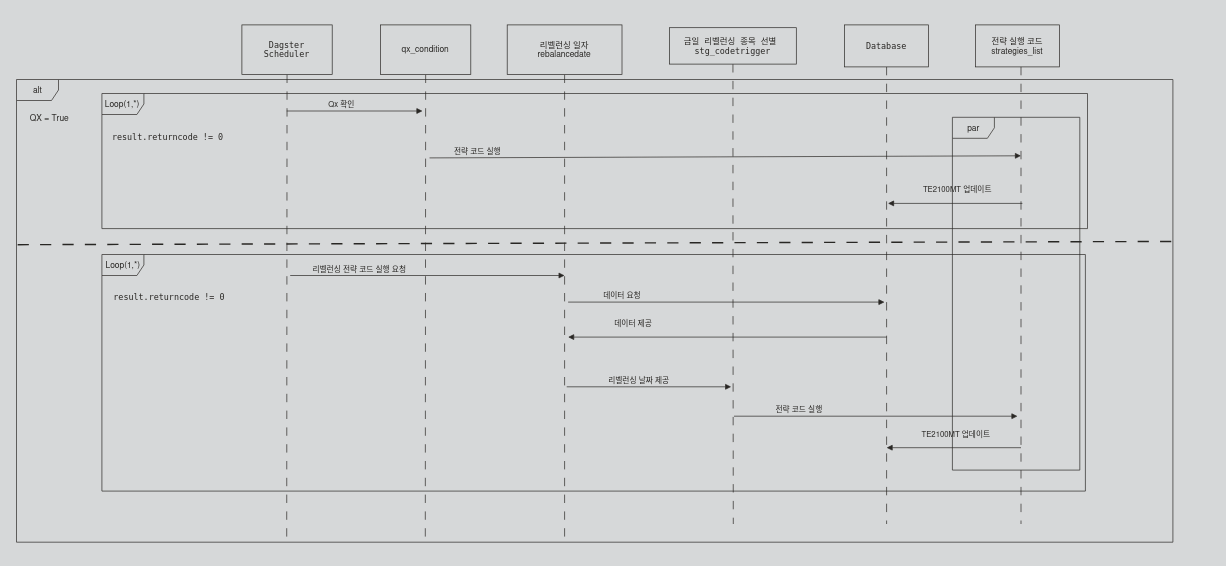 Dagster
Scheduler
qx_condition
리벨런싱 일자
rebalancedate
금일 리벨런싱 종목 선별
stg_codetrigger
Database
전략 실행 코드
strategies_list
alt
QX = True
Loop(1,*)
Qx 확인
result.returncode != 0
par
전략 코드 실행
TE2100MT 업데이트
Loop(1,*)
리벨런싱 전략 코드 실행 요청
result.returncode != 0
데이터 요청
데이터 제공
리벨런싱 날짜 제공
전략 코드 실행
TE2100MT 업데이트